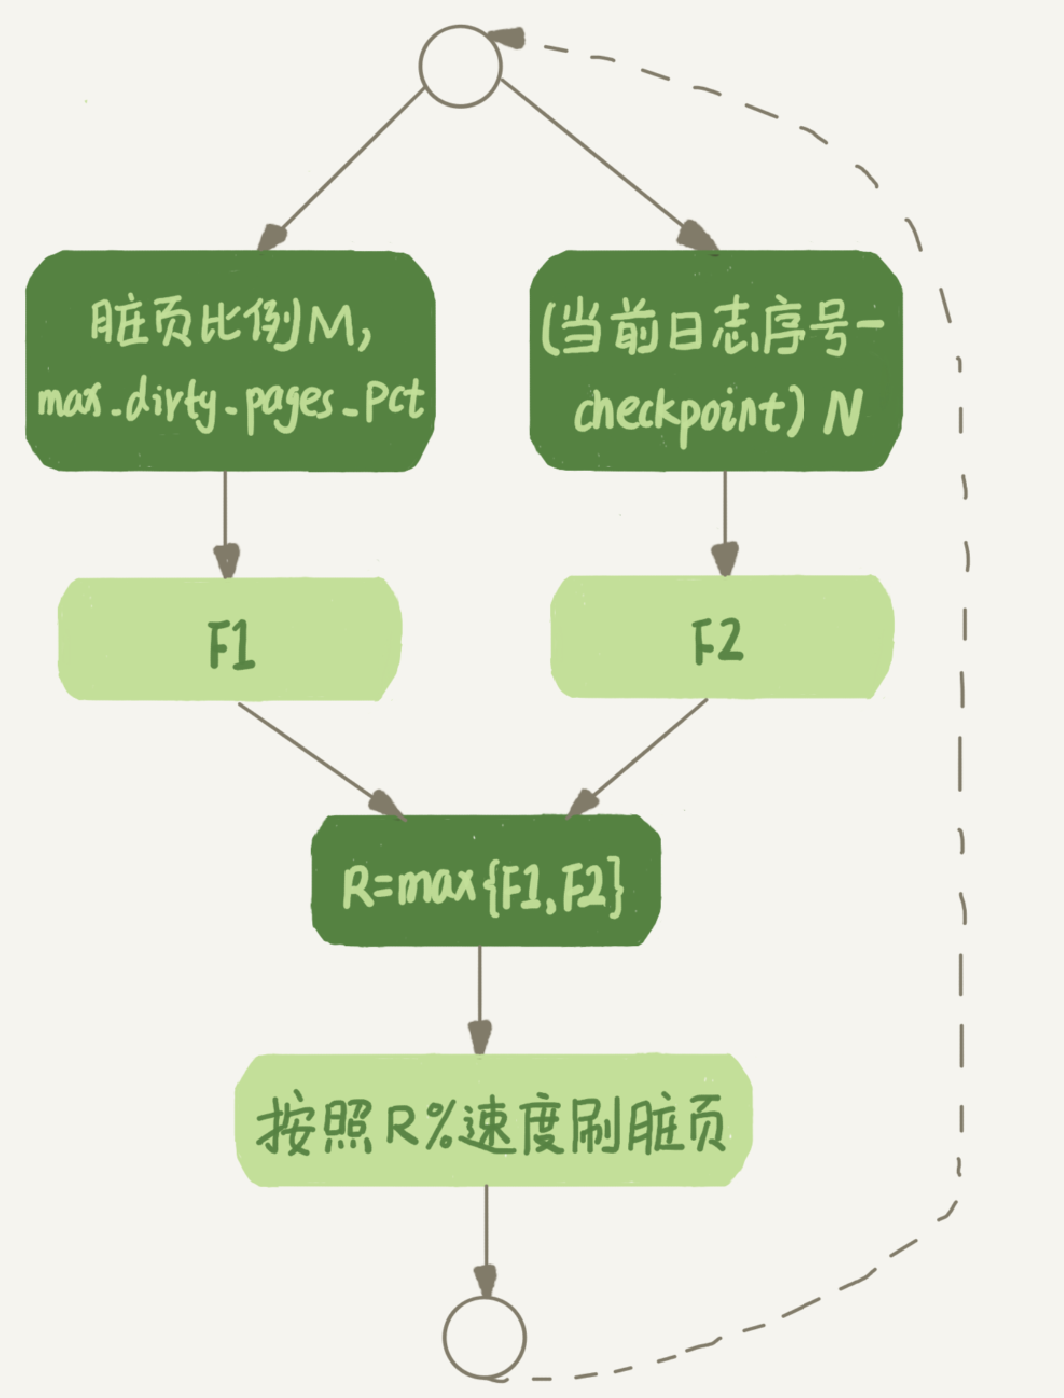 脏页比例M,
max_dirty_pages_pct
(当前日志序号-
checkpoint) N
F1
F2
R=max{F1,F2}
按照R%速度刷脏页